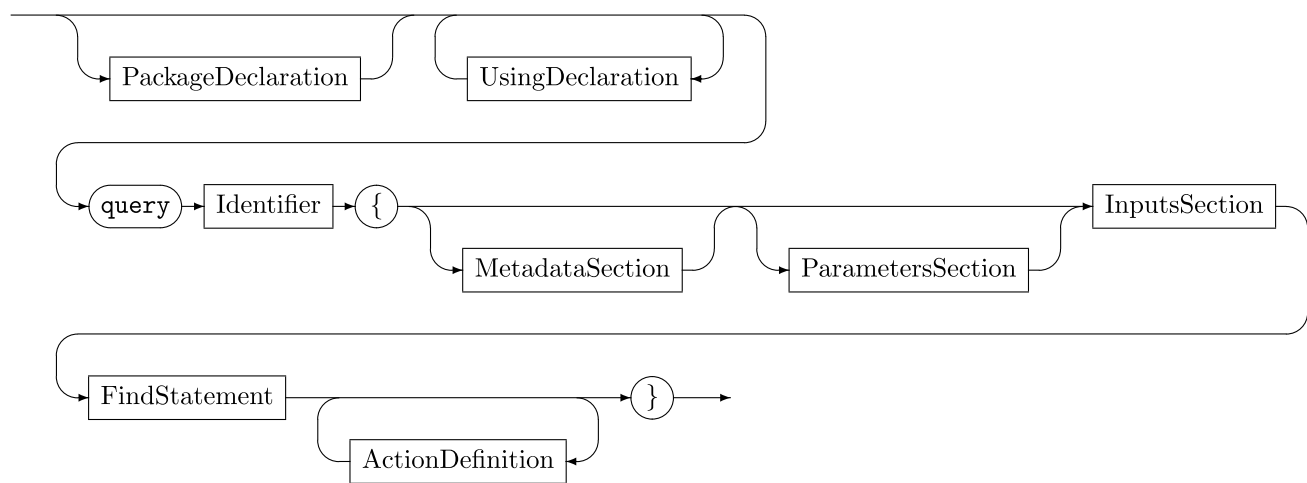 PackageDeclaration UsingDeclaration
query Identifier { InputsSection
MetadataSection ParametersSection
FindStatement }
ActionDefinition